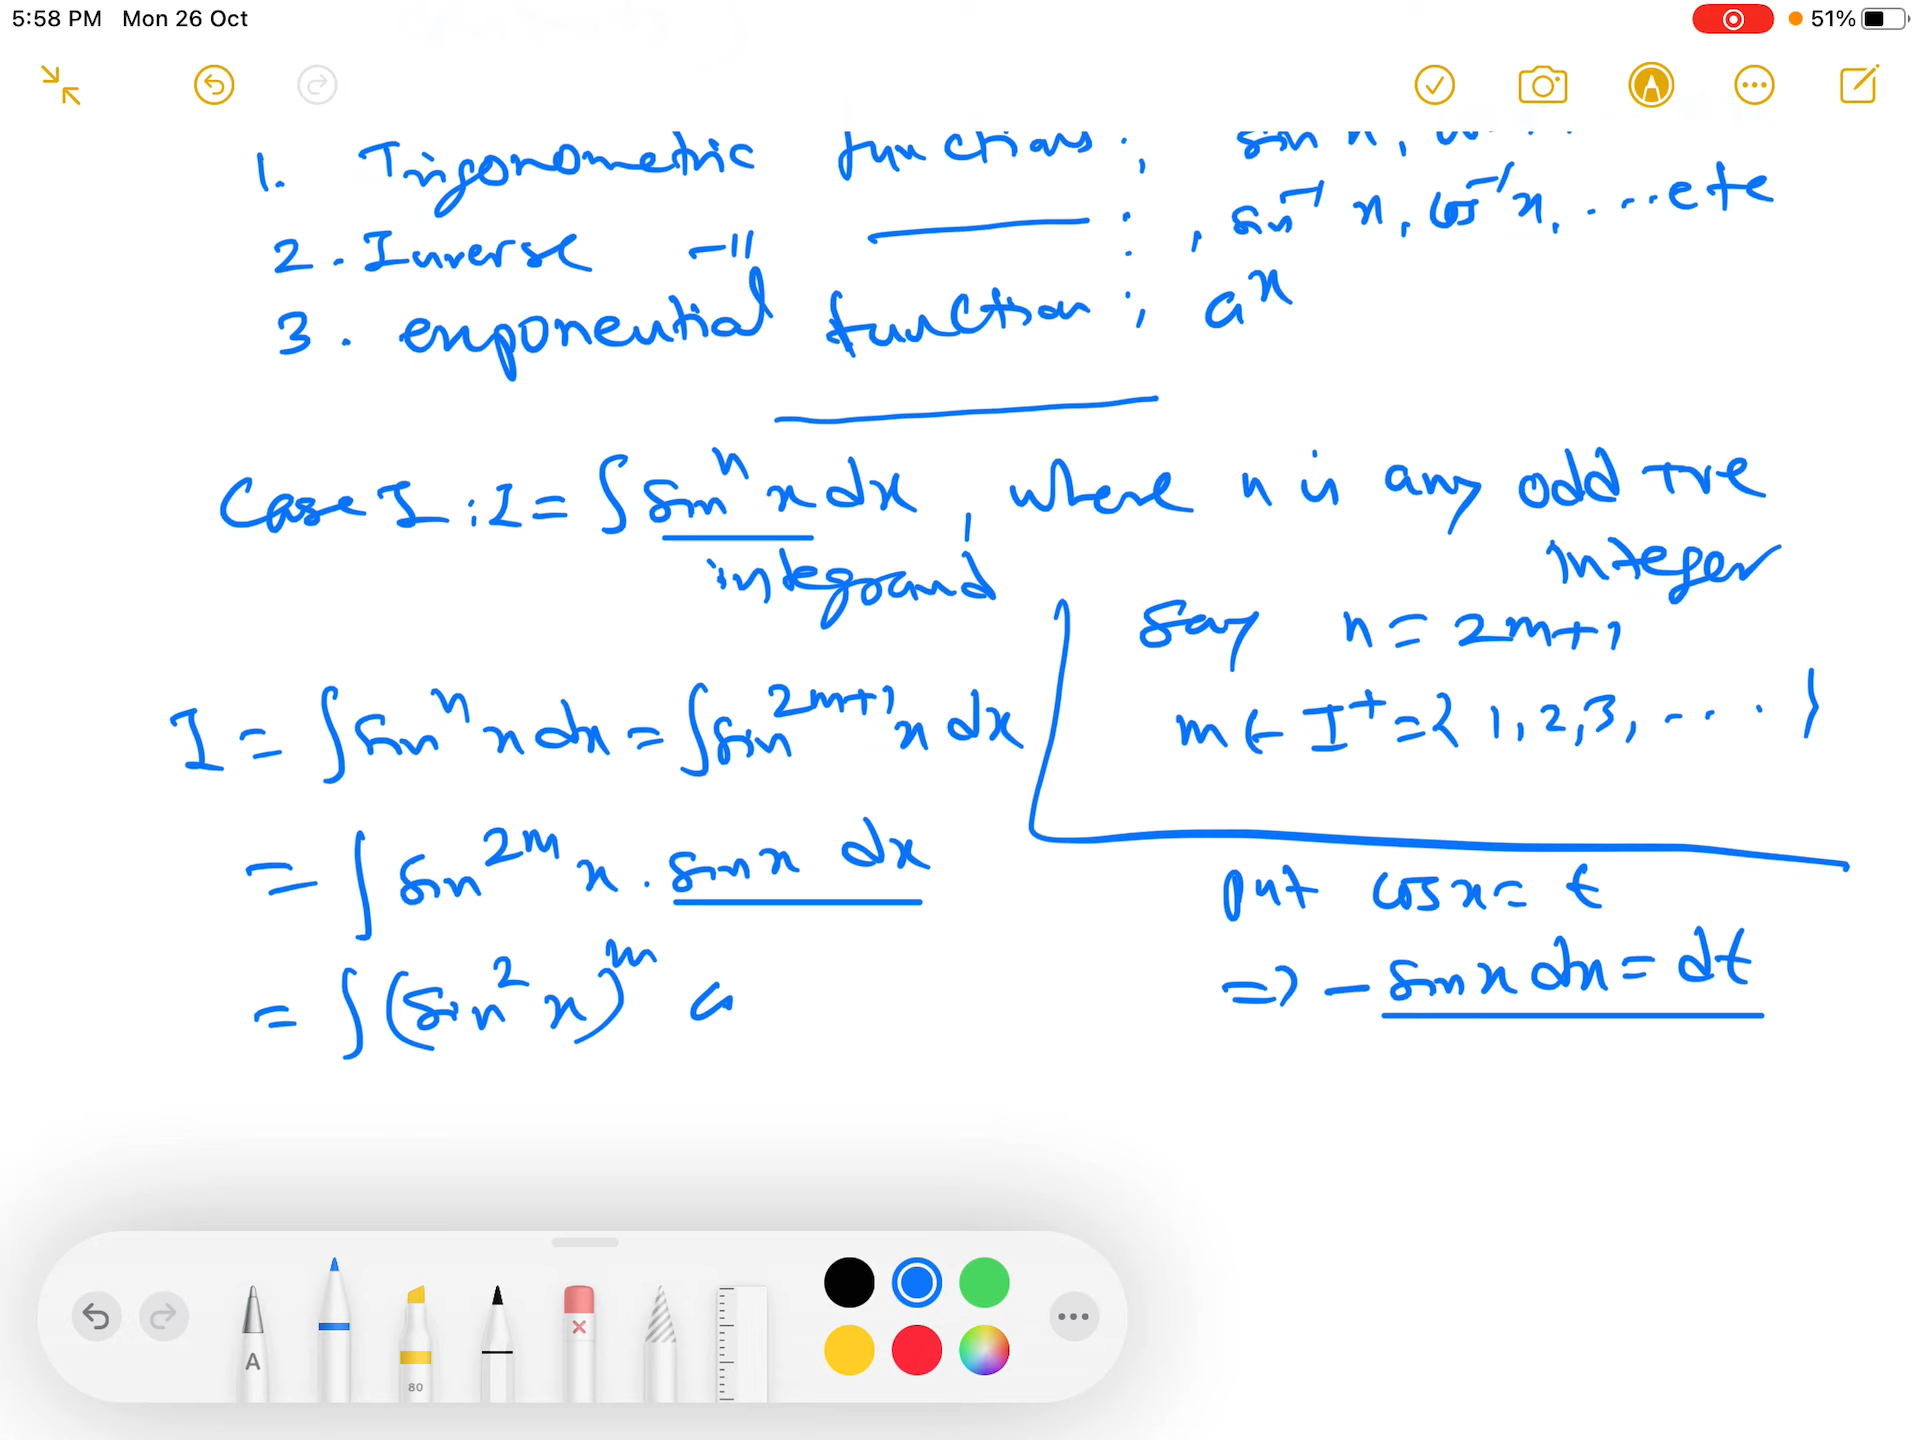 5:58 PM Mon 26 Oct 51%
1. Trigonometric functions ; sin x,
2. Inverse -11 ; , sin⁻¹ x, cos⁻¹ x, ...etc
3. exponential function ; aˣ
Case I : I = ∫ sinⁿ x dx , where n is any odd +ve
integrand integer
say n = 2m+1
I = ∫ sinⁿ x dx = ∫ sin²ᵐ⁺¹ x dx m ∈ I⁺ = { 1, 2, 3, ... }
= ∫ sin²ᵐ x . sin x dx put cos x = t
= ∫ (sin² x)ᵐ ⇒ - sin x dx = dt
A 80